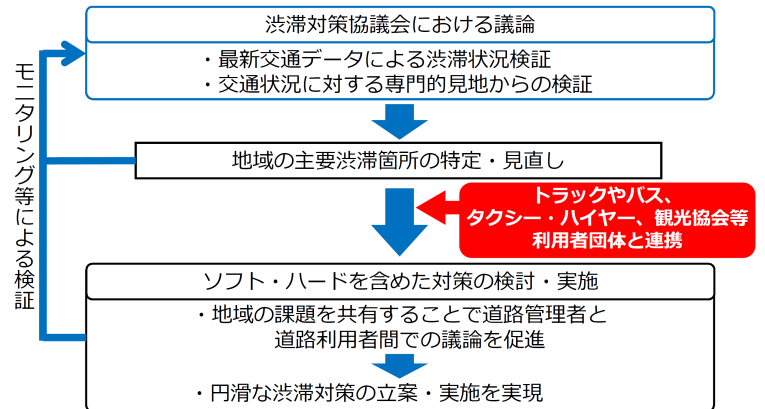 渋滞対策協議会における議論
・最新交通データによる渋滞状況検証
・交通状況に対する専門的見地からの検証
モニタリング等による検証
地域の主要渋滞箇所の特定・見直し
トラックやバス、
タクシー・ハイヤー、観光協会等
利用者団体と連携
ソフト・ハードを含めた対策の検討・実施
・地域の課題を共有することで道路管理者と
道路利用者間での議論を促進
・円滑な渋滞対策の立案・実施を実現